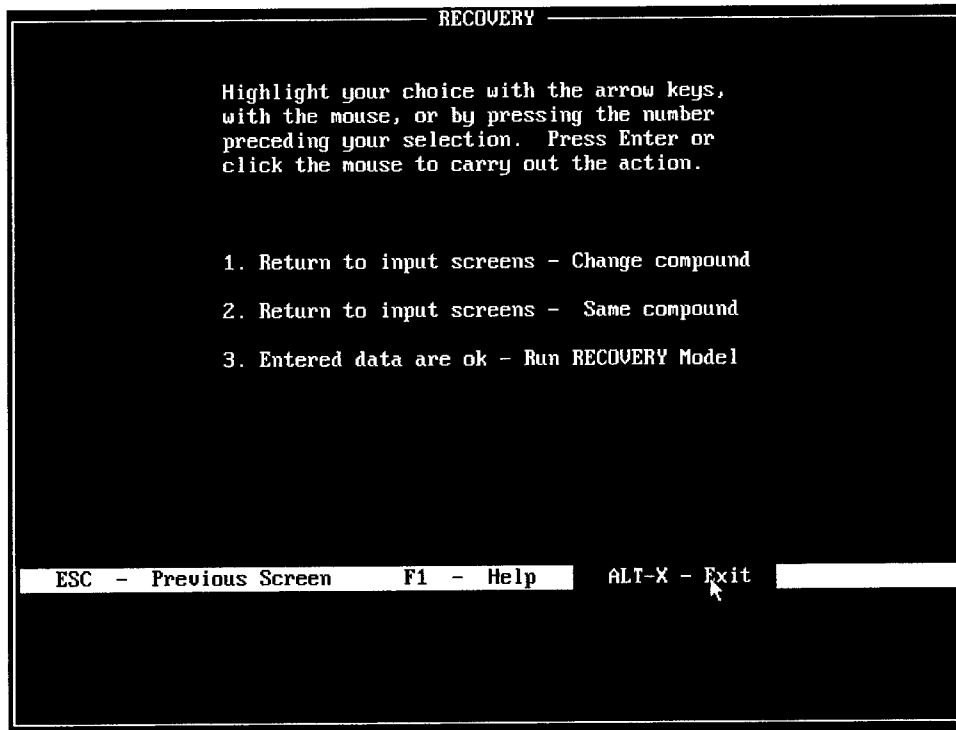 RECOVERY
Highlight your choice with the arrow keys,
with the mouse, or by pressing the number
preceding your selection.  Press Enter or
click the mouse to carry out the action.
1. Return to input screens - Change compound
2. Return to input screens -  Same compound
3. Entered data are ok - Run RECOVERY Model
ESC  -  Previous Screen      F1  -  Help      ALT-X - Exit